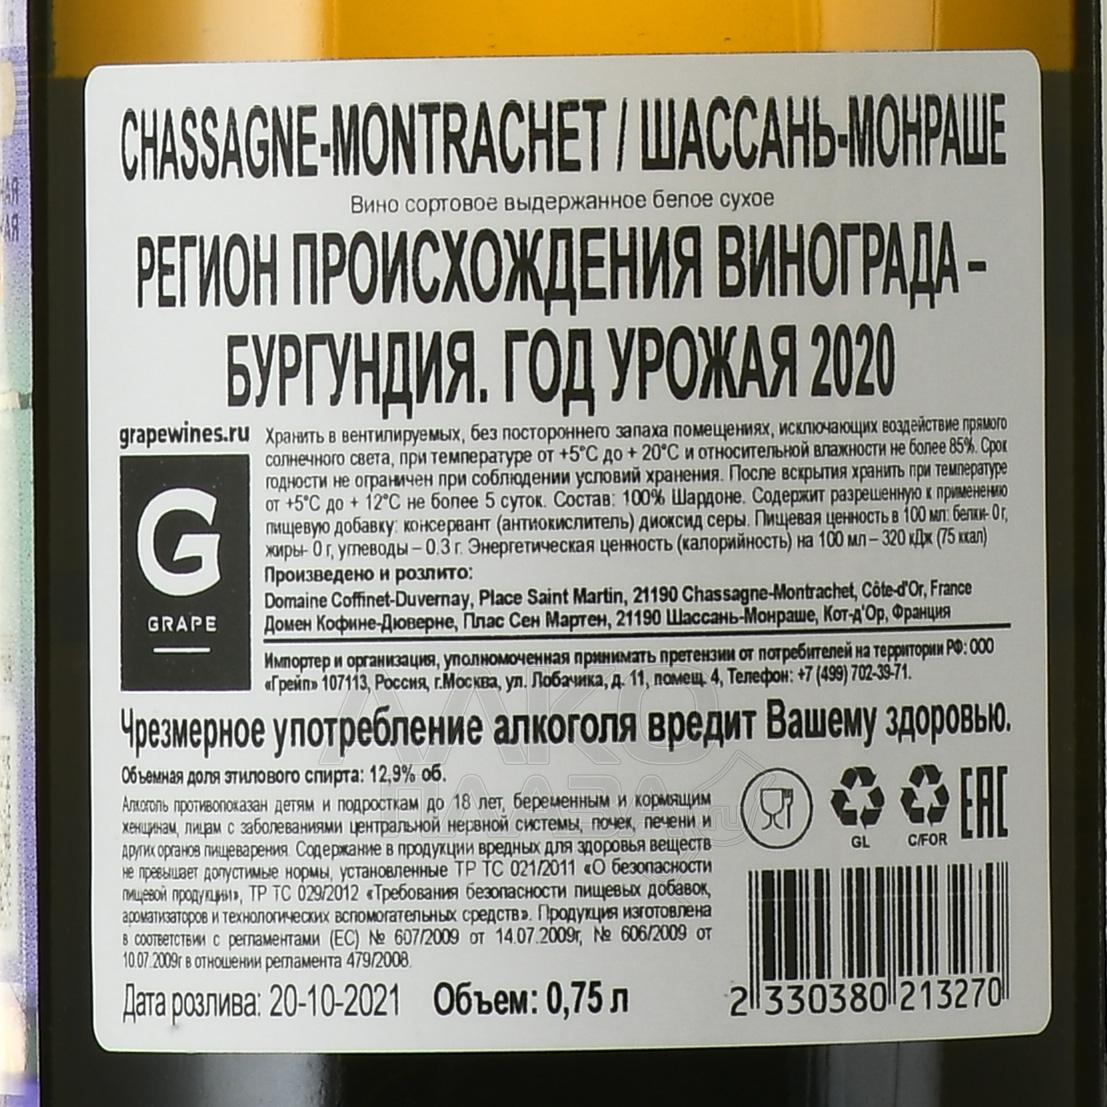 CHASSAGNE-MONTRACHET / ШАССАНЬ-МОНРАШЕ
Вино сортовое выдержанное белое сухое
РЕГИОН ПРОИСХОЖДЕНИЯ ВИНОГРАДА –
БУРГУНДИЯ. ГОД УРОЖАЯ 2020
grapewines.ru
G
GRAPE
Хранить в вентилируемых, без постороннего запаха помещениях, исключающих воздействие прямого
солнечного света, при температуре от +5°С до + 20°С и относительной влажности не более 85%. Срок
годности не ограничен при соблюдении условий хранения. После вскрытия хранить при температуре
от +5°С до + 12°С не более 5 суток. Состав: 100% Шардоне. Содержит разрешенную к применению
пищевую добавку: консервант (антиокислитель) диоксид серы. Пищевая ценность в 100 мл: белки- 0 г,
жиры- 0 г, углеводы – 0.3 г. Энергетическая ценность (калорийность) на 100 мл – 320 кДж (75 ккал)
Произведено и розлито:
Domaine Coffinet-Duvernay, Place Saint Martin, 21190 Chassagne-Montrachet, Côte-d'Or, France
Домен Кофине-Дюверне, Плас Сен Мартен, 21190 Шассань-Монраше, Кот-д'Ор, Франция
Импортер и организация, уполномоченная принимать претензии от потребителей на территории РФ: ООО
«Грейп» 107113, Россия, г.Москва, ул. Лобачика, д. 11, помещ. 4, Телефон: +7 (499) 702-39-71.
Чрезмерное употребление алкоголя вредит Вашему здоровью.
Объемная доля этилового спирта: 12,9% об.
Алкоголь противопоказан детям и подросткам до 18 лет, беременным и кормящим
женщинам, лицам с заболеваниями центральной нервной системы, почек, печени и
других органов пищеварения. Содержание в продукции вредных для здоровья веществ
не превышает допустимые нормы, установленные ТР ТС 021/2011 «О безопасности
пищевой продукции», ТР ТС 029/2012 «Требования безопасности пищевых добавок,
ароматизаторов и технологических вспомогательных средств». Продукция изготовлена
в соответствии с регламентами (ЕС) № 607/2009 от 14.07.2009г, № 606/2009 от
10.07.2009г в отношении регламента 479/2008.
GL
C/FOR
EAC
Дата розлива: 20-10-2021 Объем: 0,75 л
2 330380 213270